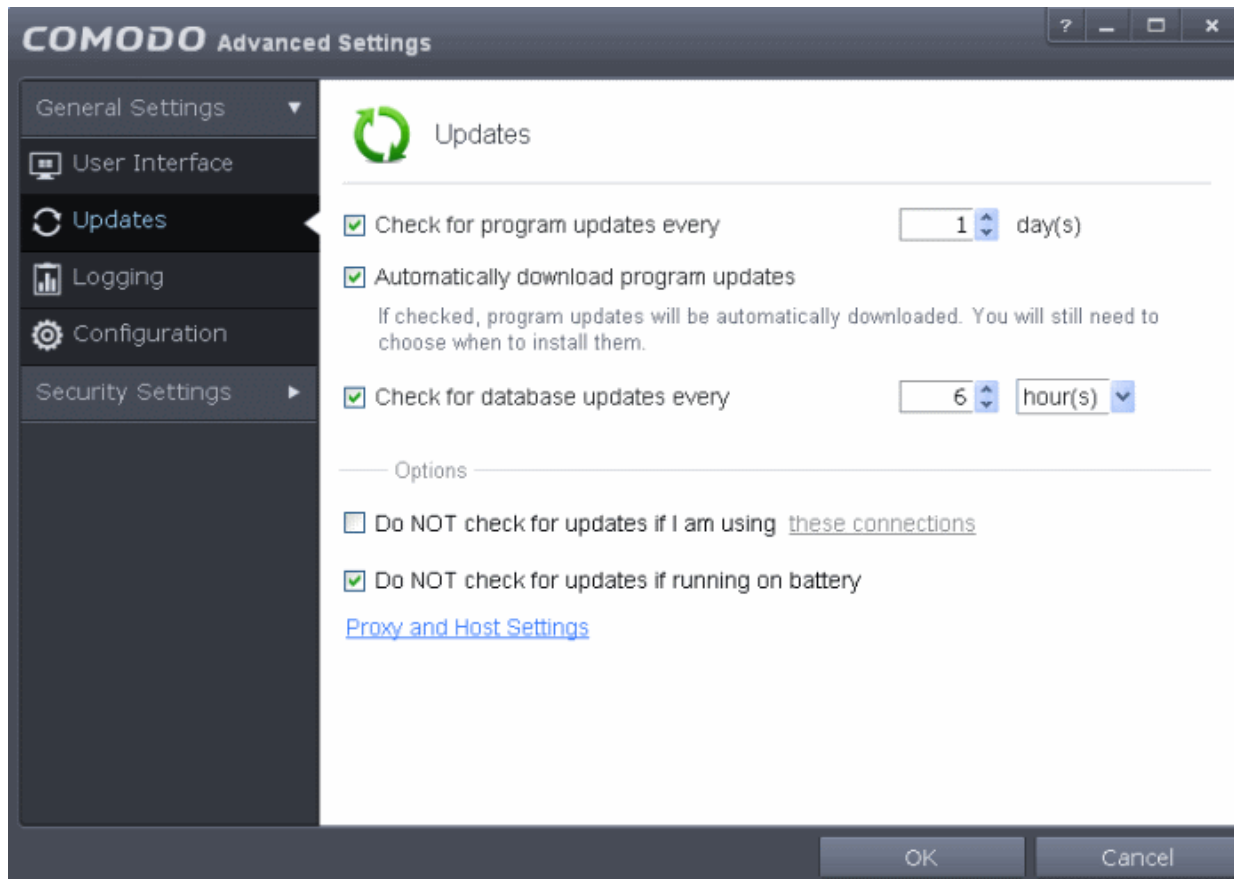 COMODO Advanced Settings
?
General Settings
User Interface
Updates
Logging
Configuration
Security Settings
Updates
Check for program updates every 1 day(s)
Automatically download program updates
If checked, program updates will be automatically downloaded. You will still need to
choose when to install them.
Check for database updates every 6 hour(s)
Options
Do NOT check for updates if I am using these connections
Do NOT check for updates if running on battery
Proxy and Host Settings
OK Cancel